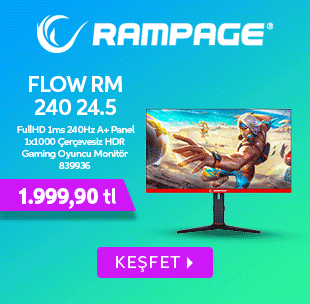 RAMPAGE®
FLOW RM
240 24.5
FullHD 1ms 240Hz A+ Panel
1x1000 Çerçevesiz HDR
Gaming Oyuncu Monitör
839936
1.999,90 tl
KEŞFET